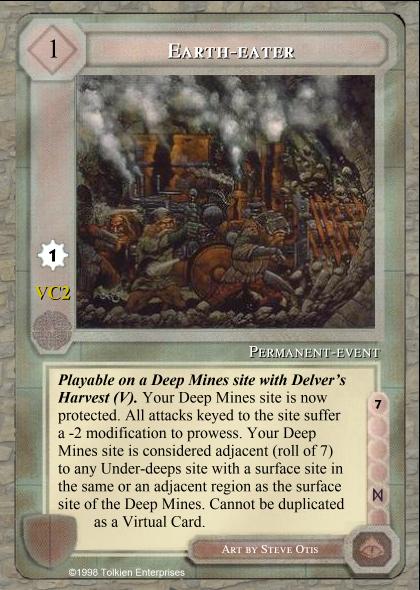 1
EARTH-EATER
1
VC2
PERMANENT-EVENT
Playable on a Deep Mines site with Delver's
Harvest (V). Your Deep Mines site is now
protected. All attacks keyed to the site suffer
a -2 modification to prowess. Your Deep
Mines site is considered adjacent (roll of 7)
to any Under-deeps site with a surface site in
the same or an adjacent region as the surface
site of the Deep Mines. Cannot be duplicated
as a Virtual Card.
7
ART BY STEVE OTIS
©1998 Tolkien Enterprises